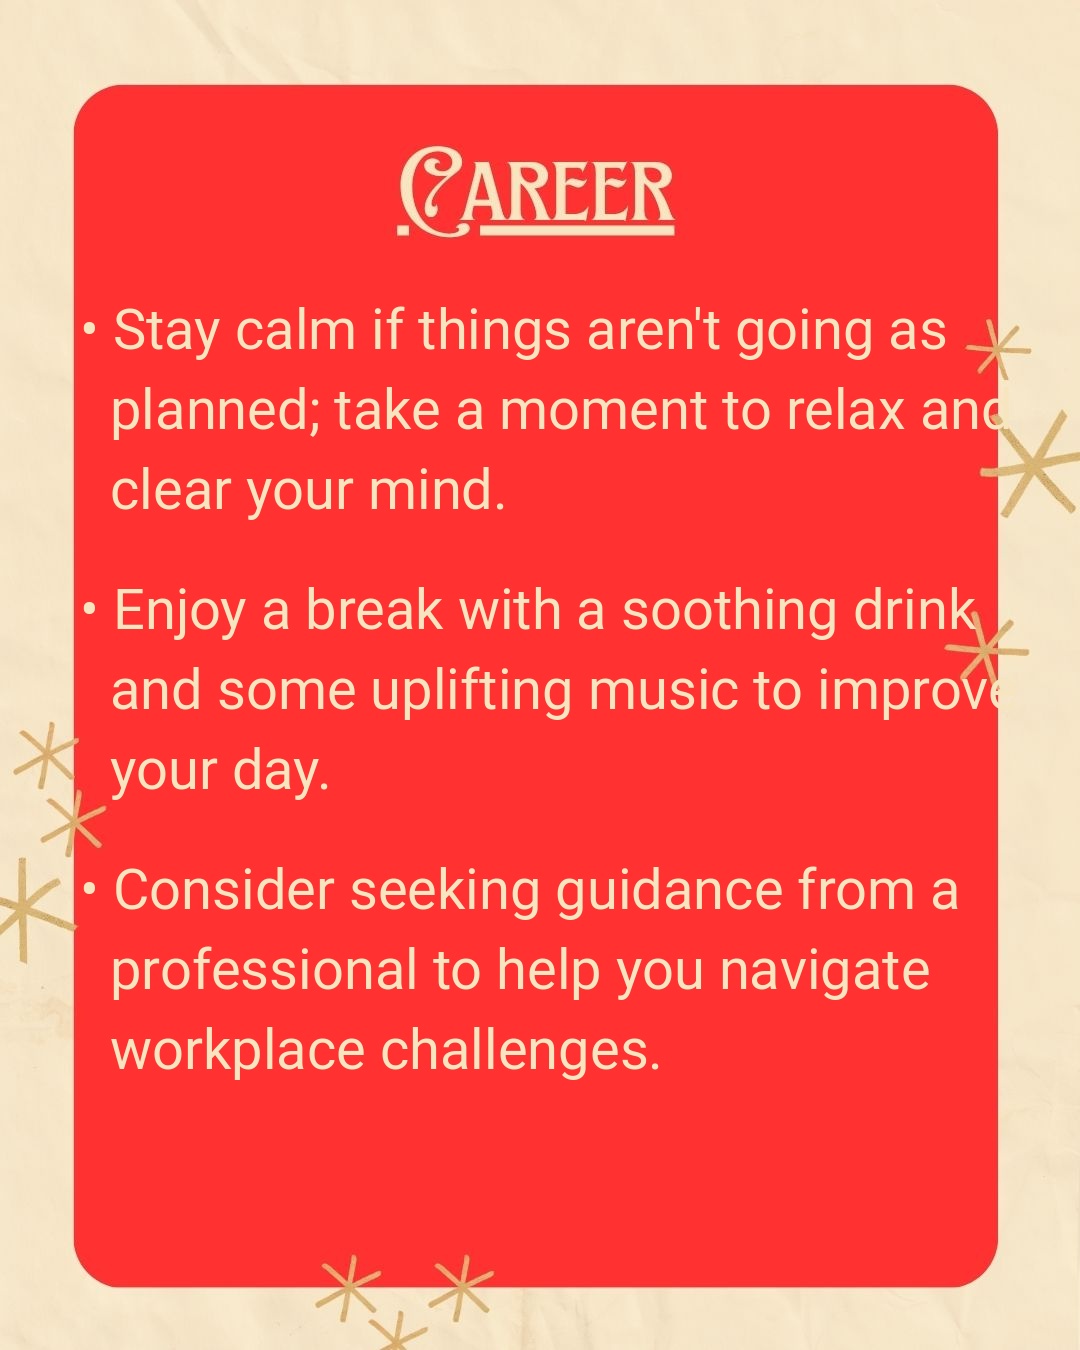 Career
• Stay calm if things aren't going as
planned; take a moment to relax and
clear your mind.
• Enjoy a break with a soothing drink
and some uplifting music to improve
your day.
• Consider seeking guidance from a
professional to help you navigate
workplace challenges.